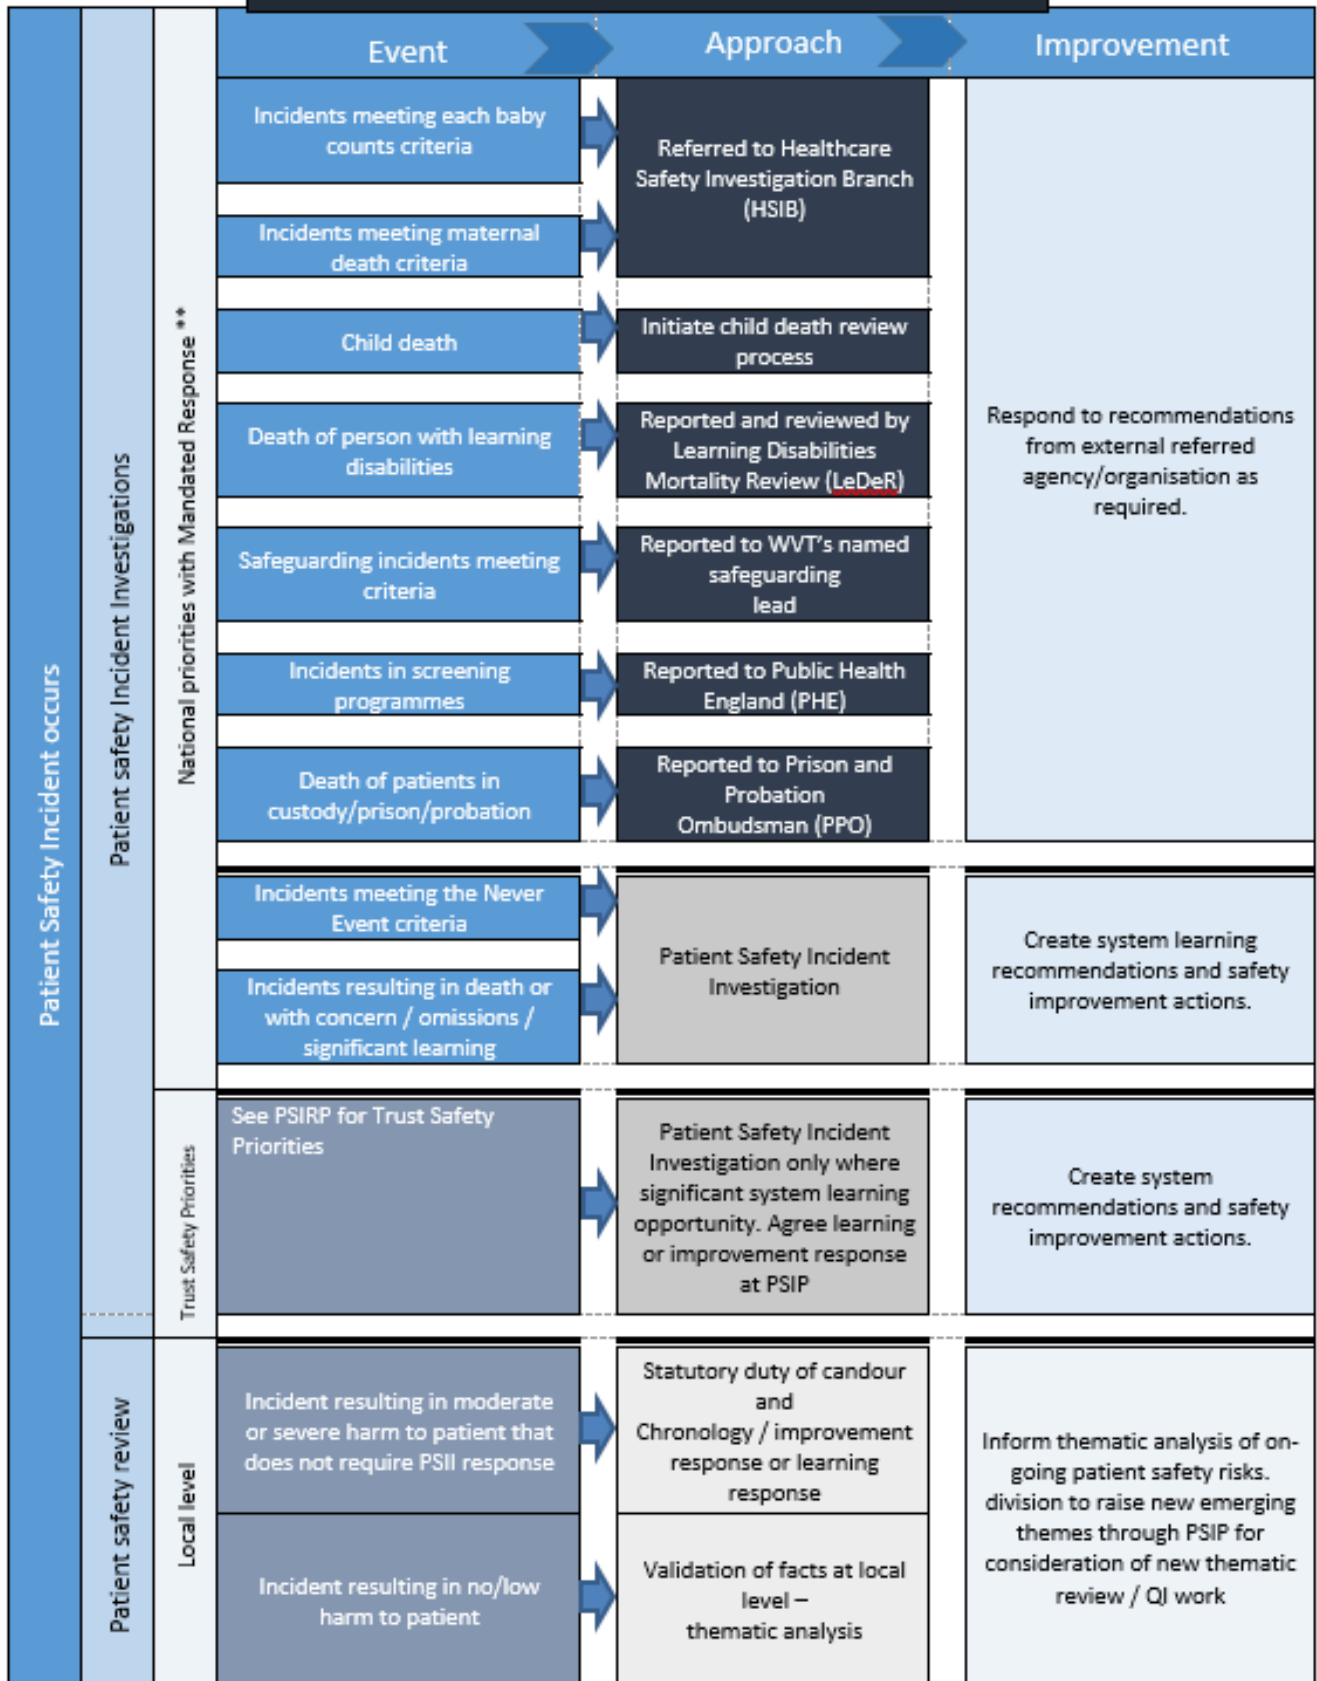 Event
Approach
Improvement
Patient Safety Incident occurs
Patient safety Incident Investigations
National priorities with Mandated Response **
Incidents meeting each baby
counts criteria
Referred to Healthcare
Safety Investigation Branch
(HSIB)
Incidents meeting maternal
death criteria
Child death
Initiate child death review
process
Death of person with learning
disabilities
Reported and reviewed by
Learning Disabilities
Mortality Review (LeDeR)
Safeguarding incidents meeting
criteria
Reported to WVT's named
safeguarding
lead
Incidents in screening
programmes
Reported to Public Health
England (PHE)
Death of patients in
custody/prison/probation
Reported to Prison and
Probation
Ombudsman (PPO)
Respond to recommendations
from external referred
agency/organisation as
required.
Incidents meeting the Never
Event criteria
Incidents resulting in death or
with concern / omissions /
significant learning
Patient Safety Incident
Investigation
Create system learning
recommendations and safety
improvement actions.
Trust Safety Priorities
See PSIRP for Trust Safety
Priorities
Patient Safety Incident
Investigation only where
significant system learning
opportunity. Agree learning
or improvement response
at PSIP
Create system
recommendations and safety
improvement actions.
Patient safety review
Local level
Incident resulting in moderate
or severe harm to patient that
does not require PSII response
Statutory duty of candour
and
Chronology / improvement
response or learning
response
Incident resulting in no/low
harm to patient
Validation of facts at local
level –
thematic analysis
Inform thematic analysis of on-
going patient safety risks.
division to raise new emerging
themes through PSIP for
consideration of new thematic
review / QI work